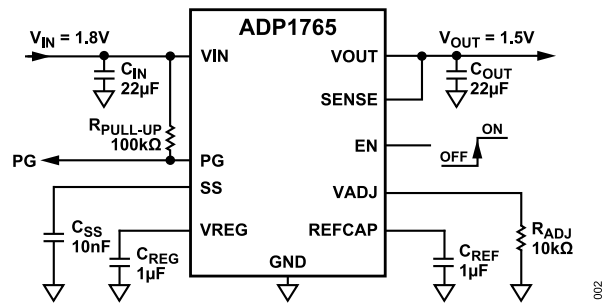 ADP1765
VIN = 1.8V
VIN
VOUT
VOUT = 1.5V
CIN
22µF
COUT
22µF
SENSE
RPULL-UP
100kΩ
EN
ON
OFF
PG
PG
SS
VADJ
CSS
10nF
VREG
REFCAP
RADJ
10kΩ
CREG
1µF
CREF
1µF
GND
002